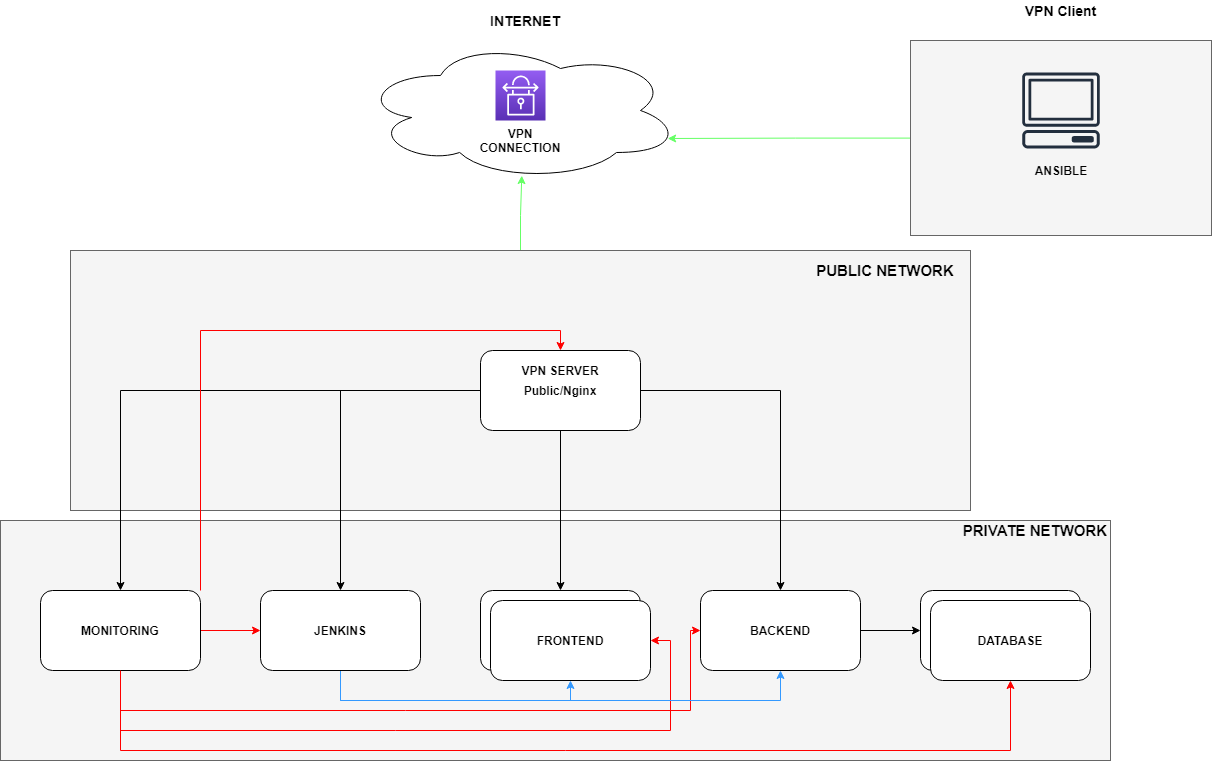 VPN Client
INTERNET
VPN
CONNECTION
ANSIBLE
PUBLIC NETWORK
VPN SERVER
Public/Nginx
PRIVATE NETWORK
MONITORING
JENKINS
FRONTEND
BACKEND
DATABASE